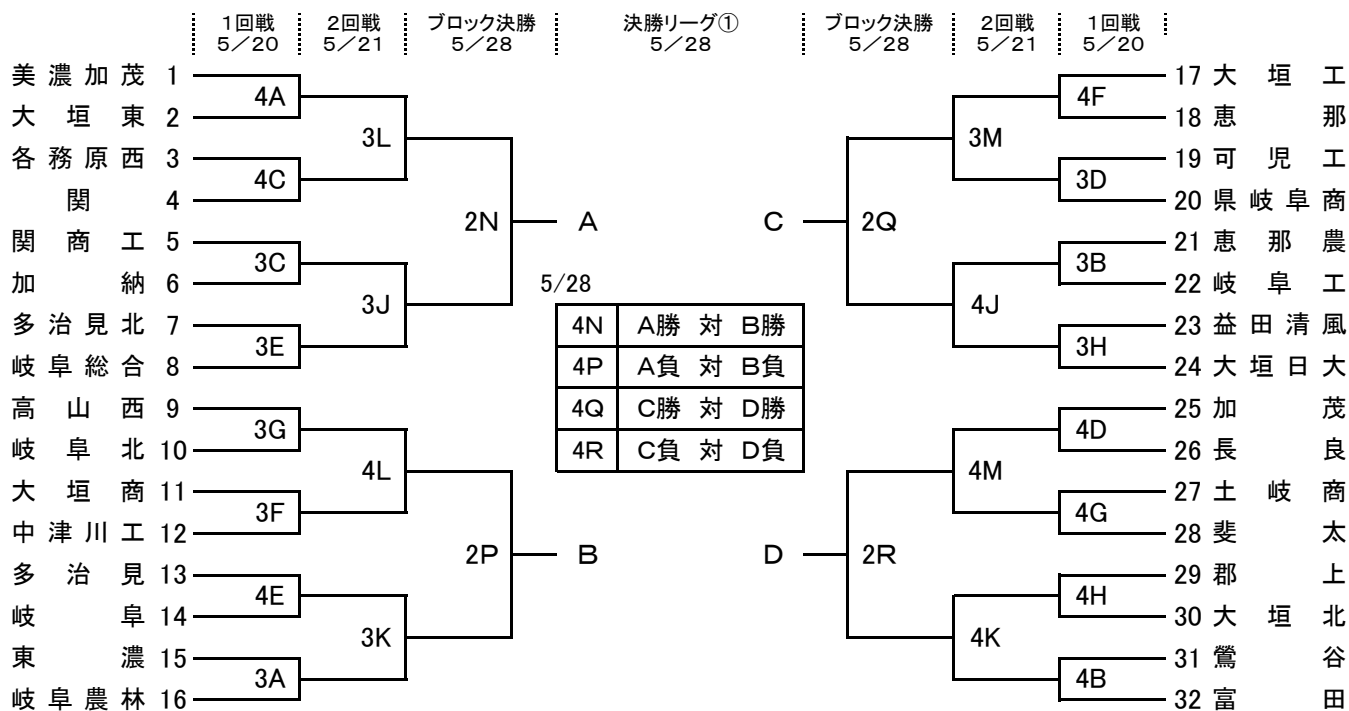 1回戦 2回戦 ブロック決勝 決勝リーグ① ブロック決勝 2回戦 1回戦
5/20 5/21 5/28 5/28 5/28 5/21 5/20
美濃加茂 1 17 大垣工
4A 4F
大垣東 2 18 恵那
3L 3M
各務原西 3 19 可児工
4C 3D
関 4 20 県岐阜商
2N A C 2Q
関商工 5 21 恵那農
3C 3B
加納 6 22 岐阜工
5/28
3J 4J
多治見北 7 4N A勝 対 B勝 23 益田清風
3E 3H
岐阜総合 8 4P A負 対 B負 24 大垣日大
高山西 9 4Q C勝 対 D勝 25 加茂
3G 4D
岐阜北 10 4R C負 対 D負 26 長良
4L 4M
大垣商 11 27 土岐商
3F 4G
中津川工 12 28 斐太
2P B D 2R
多治見 13 29 郡上
4E 4H
岐阜 14 30 大垣北
3K 4K
東濃 15 31 鶯谷
3A 4B
岐阜農林 16 32 富田